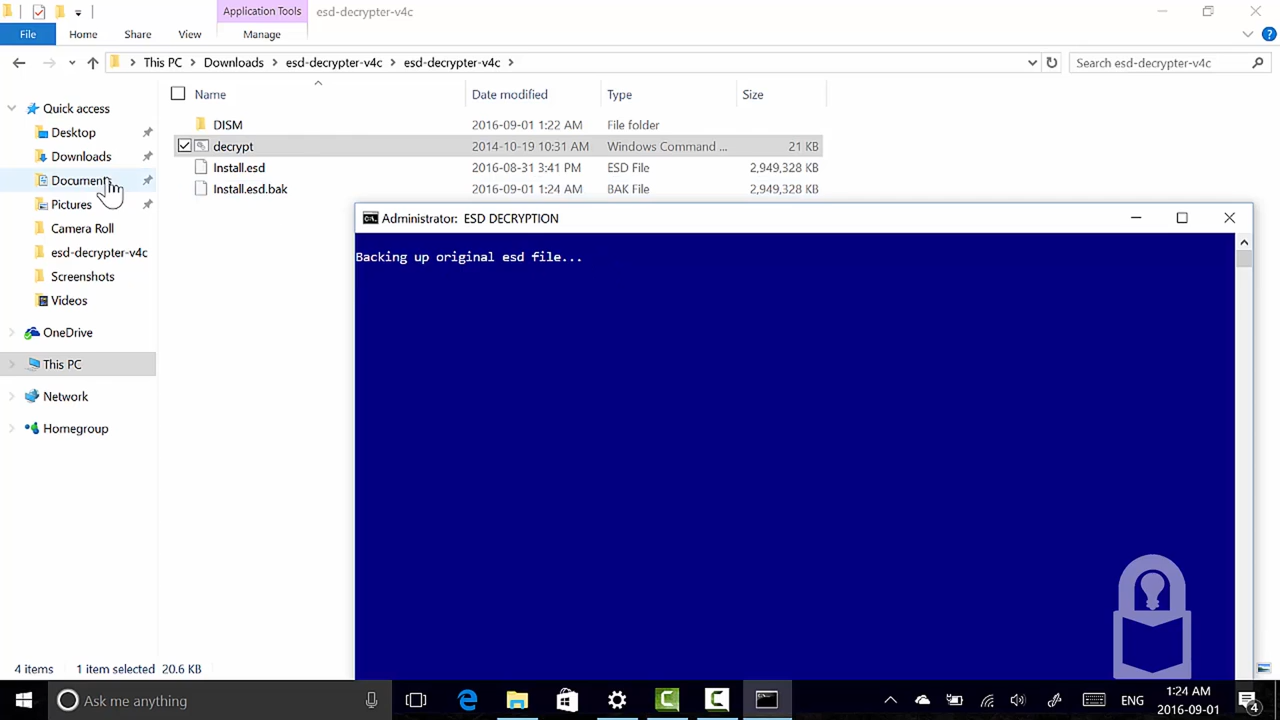 Application Tools esd-decrypter-v4c
File Home Share View Manage
This PC Downloads esd-decrypter-v4c esd-decrypter-v4c Search esd-decrypter-v4c
Name Date modified Type Size
Quick access
Desktop
Downloads
Documents
Pictures
Camera Roll
esd-decrypter-v4c
Screenshots
Videos
OneDrive
This PC
Network
Homegroup
DISM 2016-09-01 1:22 AM File folder
decrypt 2014-10-19 10:31 AM Windows Command ... 21 KB
Install.esd 2016-08-31 3:41 PM ESD File 2,949,328 KB
Install.esd.bak 2016-09-01 1:24 AM BAK File 2,949,328 KB
Administrator: ESD DECRYPTION
Backing up original esd file...
4 items 1 item selected 20.6 KB
Ask me anything
ENG
1:24 AM
2016-09-01
4